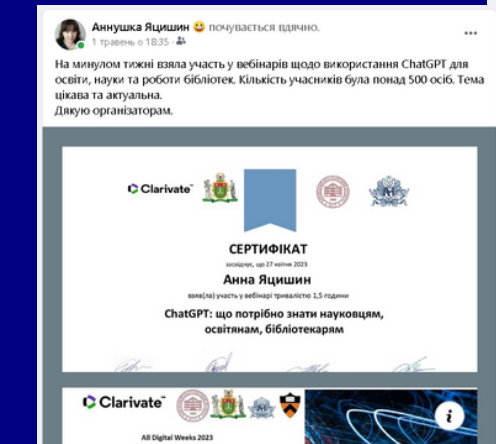 Аннушка Яцишин 😀 почувається вдячно.
1 травень о 18:35 ·
На минулом тижні взяла участь у вебінарів щодо використання ChatGPT для
освіти, науки та роботи бібліотек. Кількість учасників була понад 500 осіб. Тема
цікава та актуальна.
Дякую організаторам.
Clarivate™
СЕРТИФІКАТ
засвідчує, що 27 квітня 2023
Анна Яцишин
взяв(ла) участь у вебінарі тривалістю 1,5 години
ChatGPT: що потрібно знати науковцям,
освітянам, бібліотекарям
Clarivate™
All Digital Weeks 2023